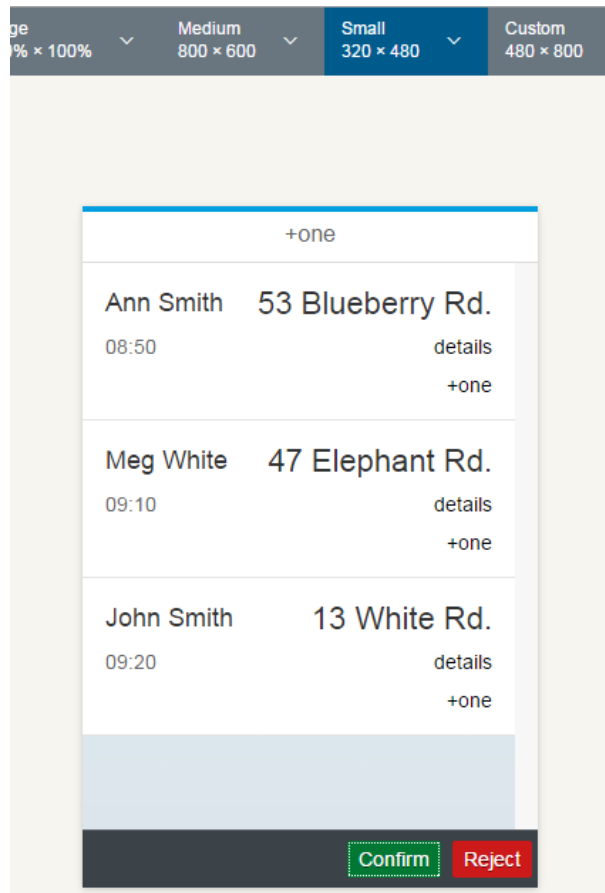 ge Medium Small Custom
% × 100% 800 × 600 320 × 480 480 × 800
+one
Ann Smith 53 Blueberry Rd.
08:50 details
+one
Meg White 47 Elephant Rd.
09:10 details
+one
John Smith 13 White Rd.
09:20 details
+one
Confirm Reject